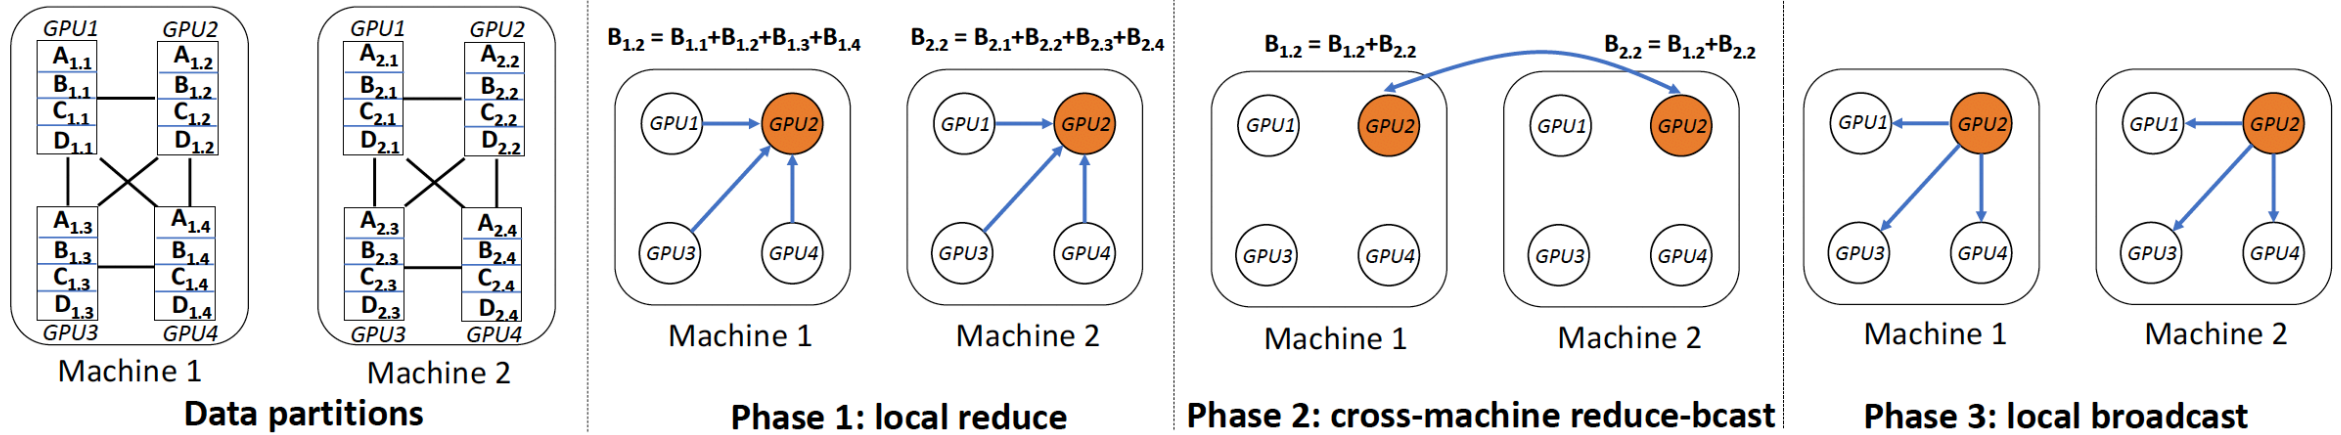 GPU1 GPU2
A1.1 A1.2
B1.1 B1.2
C1.1 C1.2
D1.1 D1.2
A1.3 A1.4
B1.3 B1.4
C1.3 C1.4
D1.3 D1.4
GPU3 GPU4
Machine 1
GPU1 GPU2
A2.1 A2.2
B2.1 B2.2
C2.1 C2.2
D2.1 D2.2
A2.3 A2.4
B2.3 B2.4
C2.3 C2.4
D2.3 D2.4
GPU3 GPU4
Machine 2
Data partitions
B1.2 = B1.1+B1.2+B1.3+B1.4
GPU1 GPU2
GPU3 GPU4
Machine 1
B2.2 = B2.1+B2.2+B2.3+B2.4
GPU1 GPU2
GPU3 GPU4
Machine 2
Phase 1: local reduce
B1.2 = B1.2+B2.2
GPU1 GPU2
GPU3 GPU4
Machine 1
B2.2 = B1.2+B2.2
GPU1 GPU2
GPU3 GPU4
Machine 2
Phase 2: cross-machine reduce-bcast
GPU1 GPU2
GPU3 GPU4
Machine 1
GPU1 GPU2
GPU3 GPU4
Machine 2
Phase 3: local broadcast